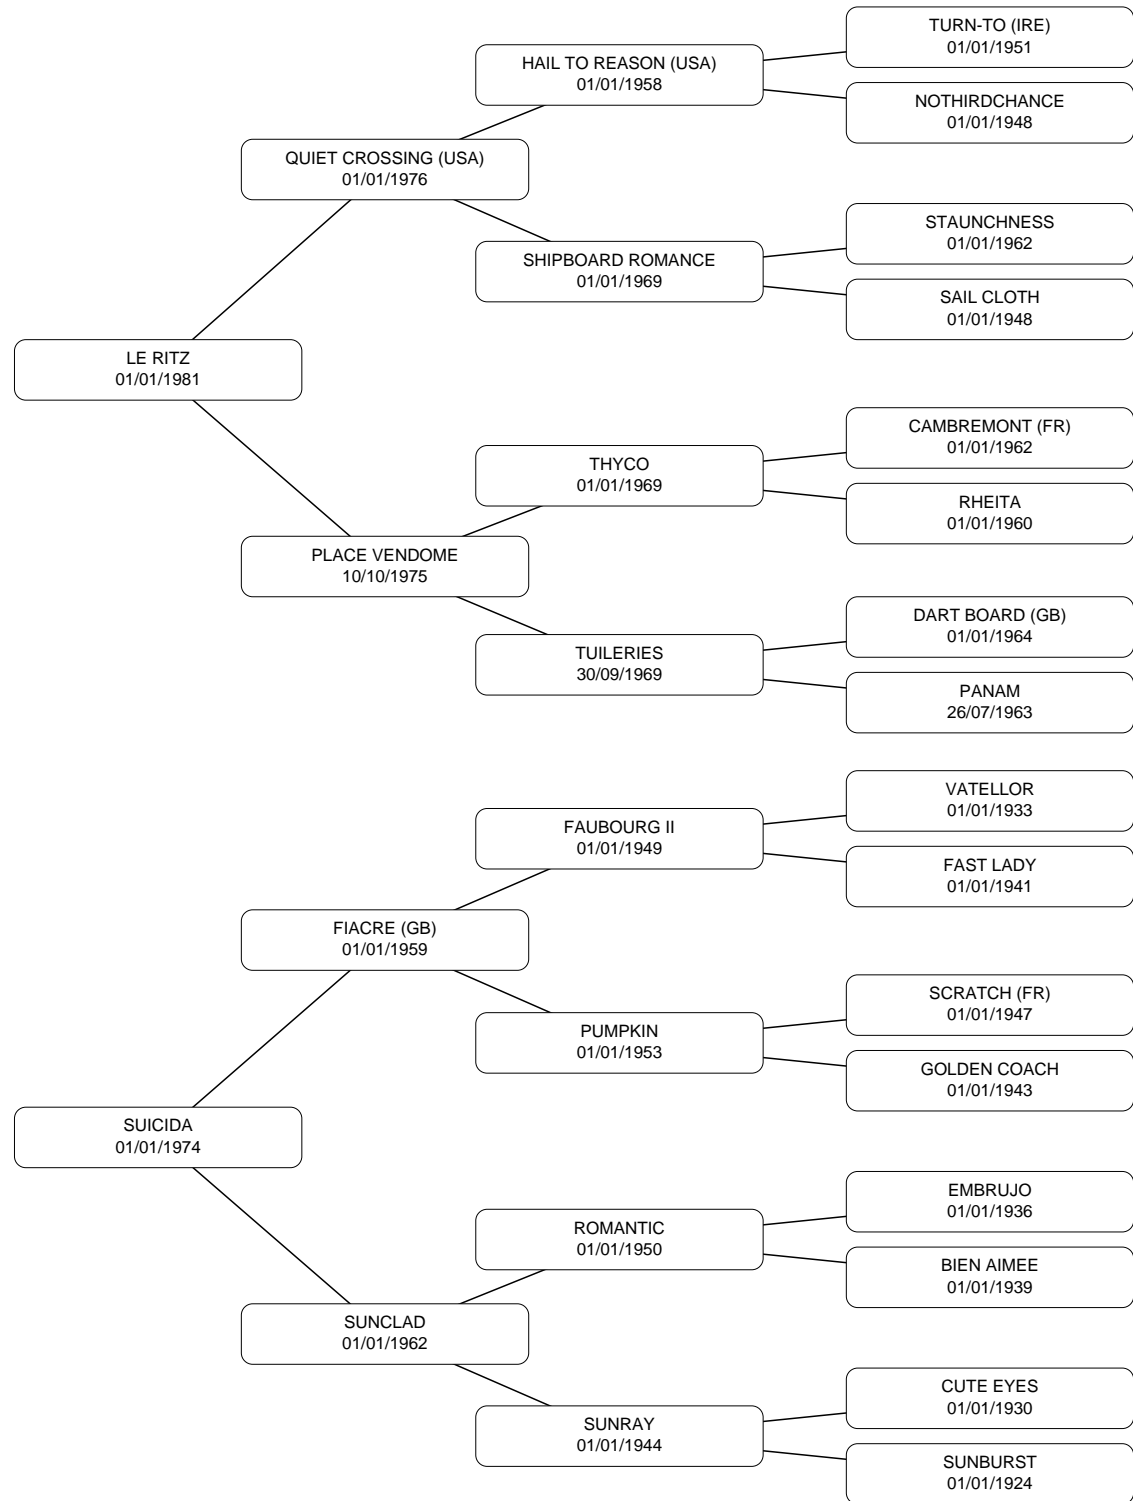 TURN-TO (IRE)
01/01/1951
HAIL TO REASON (USA)
01/01/1958
NOTHIRDCHANCE
01/01/1948
QUIET CROSSING (USA)
01/01/1976
STAUNCHNESS
01/01/1962
SHIPBOARD ROMANCE
01/01/1969
SAIL CLOTH
01/01/1948
LE RITZ
01/01/1981
CAMBREMONT (FR)
01/01/1962
THYCO
01/01/1969
RHEITA
01/01/1960
PLACE VENDOME
10/10/1975
DART BOARD (GB)
01/01/1964
TUILERIES
30/09/1969
PANAM
26/07/1963
VATELLOR
01/01/1933
FAUBOURG II
01/01/1949
FAST LADY
01/01/1941
FIACRE (GB)
01/01/1959
SCRATCH (FR)
01/01/1947
PUMPKIN
01/01/1953
GOLDEN COACH
01/01/1943
SUICIDA
01/01/1974
EMBRUJO
01/01/1936
ROMANTIC
01/01/1950
BIEN AIMEE
01/01/1939
SUNCLAD
01/01/1962
CUTE EYES
01/01/1930
SUNRAY
01/01/1944
SUNBURST
01/01/1924